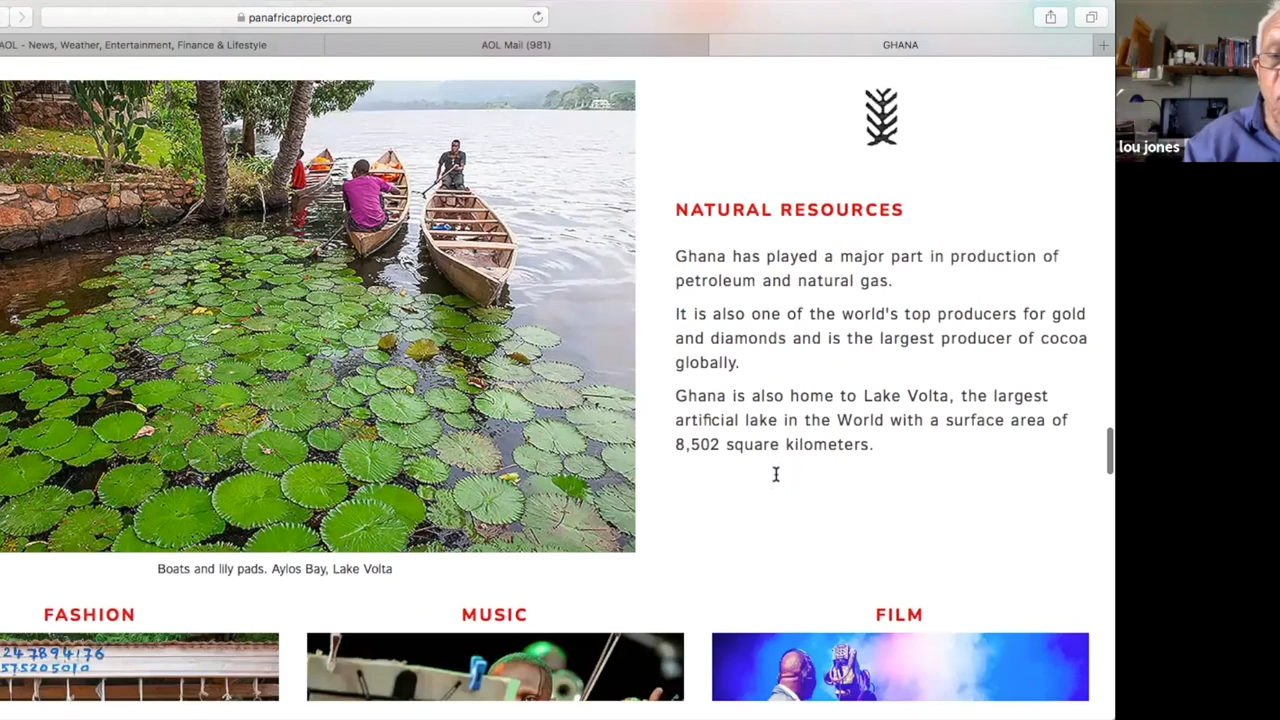 panafricaproject.org
AOL - News, Weather, Entertainment, Finance & Lifestyle
AOL Mail (981)
GHANA
lou jones
NATURAL RESOURCES
Ghana has played a major part in production of
petroleum and natural gas.
It is also one of the world's top producers for gold
and diamonds and is the largest producer of cocoa
globally.
Ghana is also home to Lake Volta, the largest
artificial lake in the World with a surface area of
8,502 square kilometers.
Boats and lily pads. Aylos Bay, Lake Volta
FASHION
MUSIC
FILM
247894176
575205010